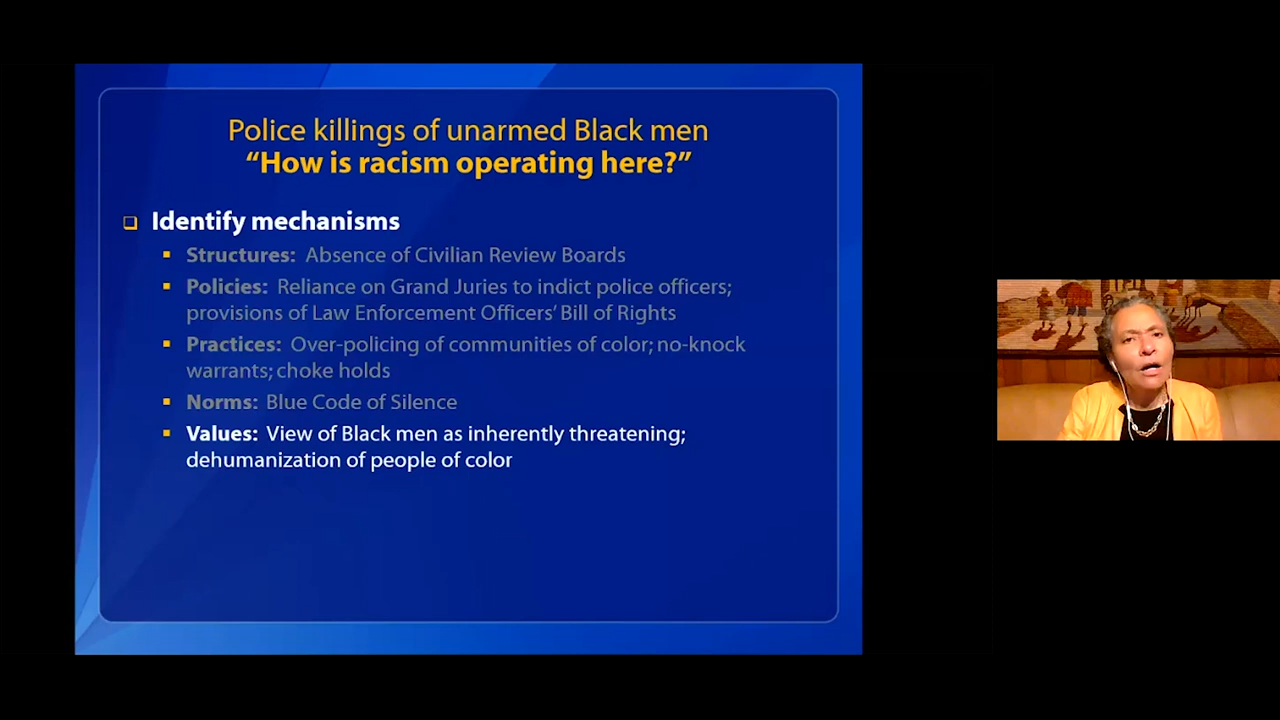 Police killings of unarmed Black men
“How is racism operating here?”
Identify mechanisms
Structures: Absence of Civilian Review Boards
Policies: Reliance on Grand Juries to indict police officers;
provisions of Law Enforcement Officers’ Bill of Rights
Practices: Over-policing of communities of color; no-knock
warrants; choke holds
Norms: Blue Code of Silence
Values: View of Black men as inherently threatening;
dehumanization of people of color